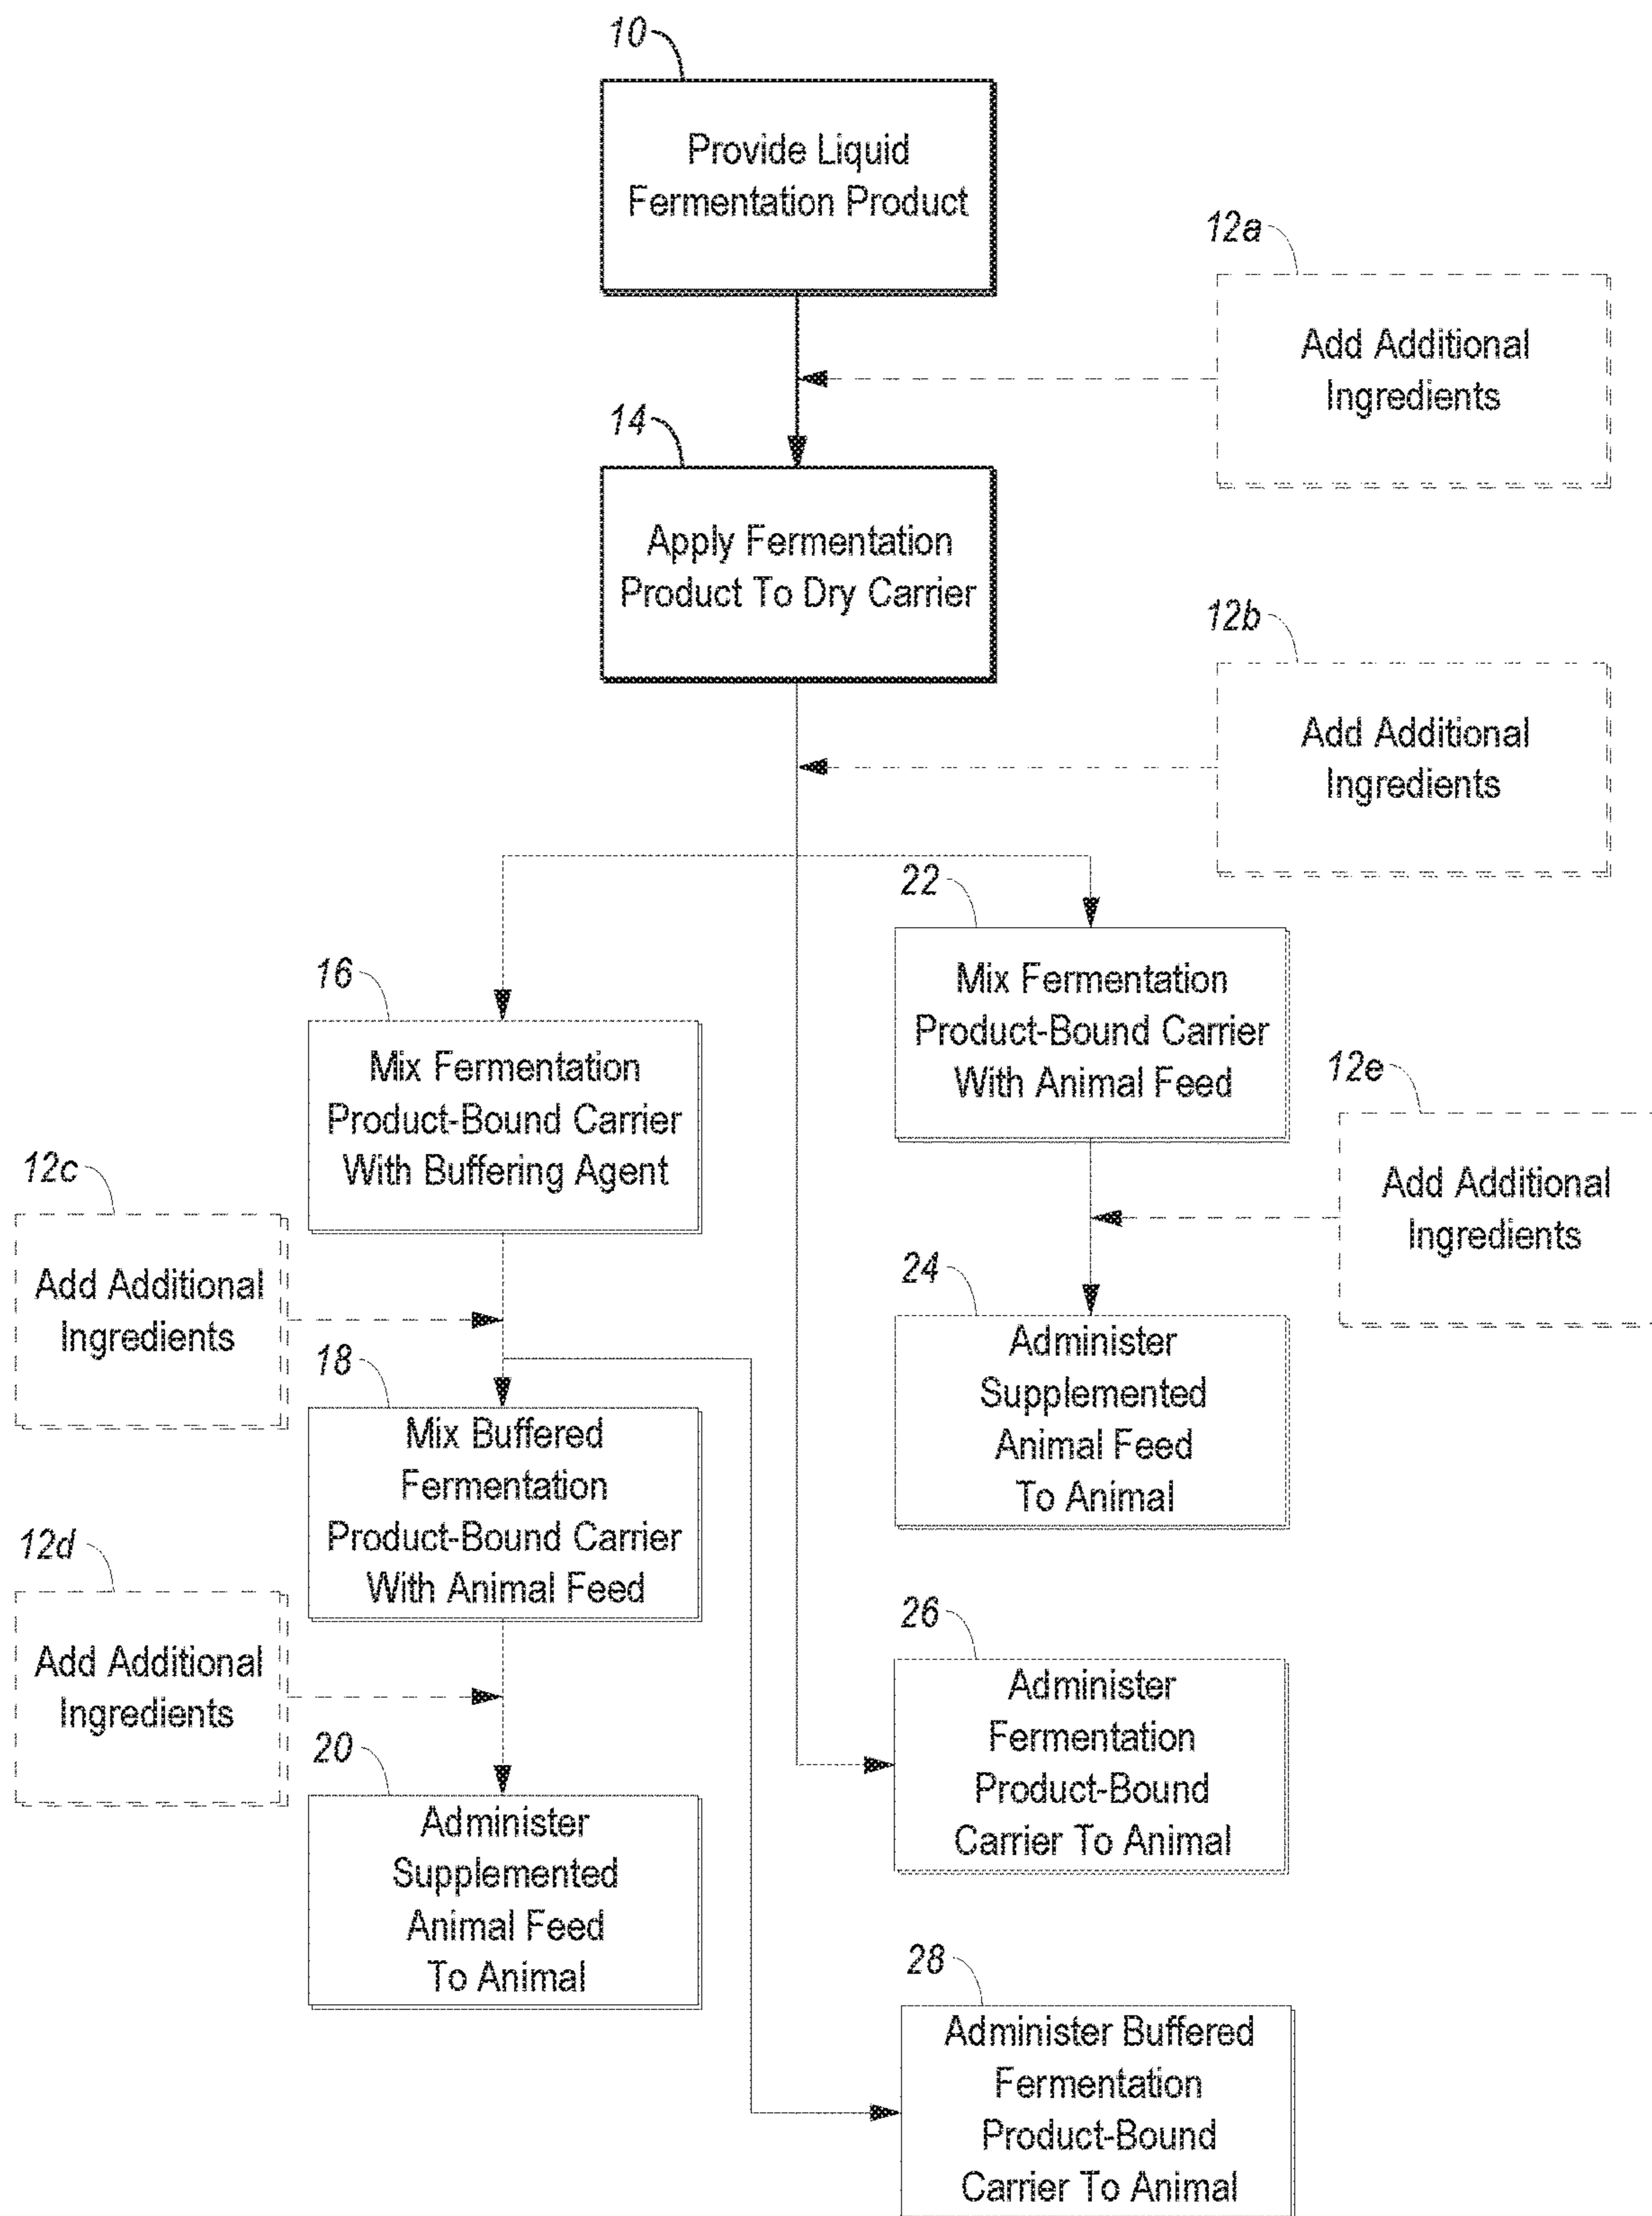 10
Provide Liquid
Fermentation Product
12a
Add Additional
Ingredients
14
Apply Fermentation
Product To Dry Carrier
12b
Add Additional
Ingredients
22
Mix Fermentation
Product-Bound Carrier
With Animal Feed
16
Mix Fermentation
Product-Bound Carrier
With Buffering Agent
12e
Add Additional
Ingredients
12c
Add Additional
Ingredients
24
Administer
Supplemented
Animal Feed
To Animal
18
Mix Buffered
Fermentation
Product-Bound Carrier
With Animal Feed
12d
Add Additional
Ingredients
26
Administer
Fermentation
Product-Bound
Carrier To Animal
20
Administer
Supplemented
Animal Feed
To Animal
28
Administer Buffered
Fermentation
Product-Bound
Carrier To Animal